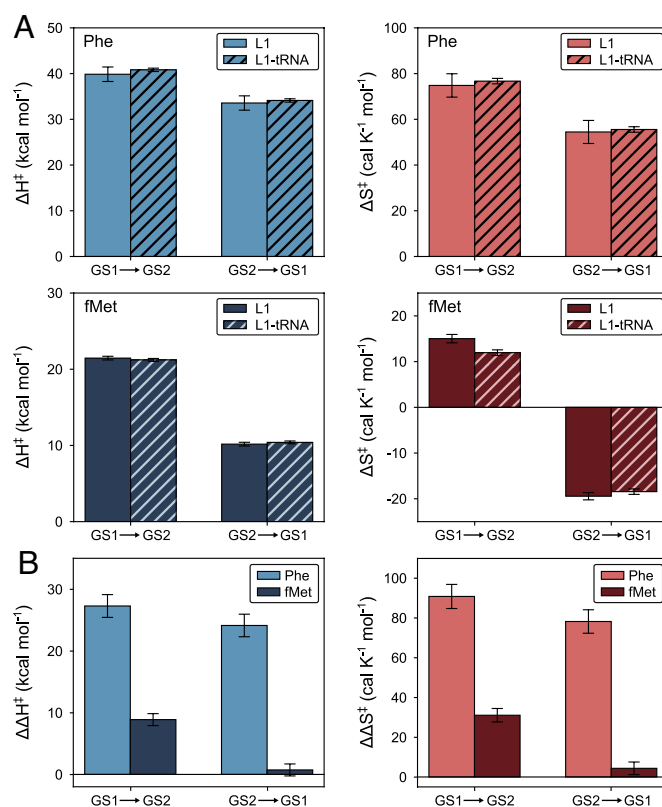 A
Phe
L1
L1-tRNA
50
40
30
20
10
0
ΔH‡ (kcal mol⁻¹)
GS1→GS2
GS2→GS1
Phe
L1
L1-tRNA
100
80
60
40
20
0
ΔS‡ (cal K⁻¹ mol⁻¹)
GS1→GS2
GS2→GS1
fMet
L1
L1-tRNA
30
20
10
0
ΔH‡ (kcal mol⁻¹)
GS1→GS2
GS2→GS1
fMet
L1
L1-tRNA
20
10
0
-10
-20
ΔS‡ (cal K⁻¹ mol⁻¹)
GS1→GS2
GS2→GS1
B
Phe
fMet
30
20
10
0
ΔΔH‡ (kcal mol⁻¹)
GS1→GS2
GS2→GS1
Phe
fMet
100
80
60
40
20
0
ΔΔS‡ (cal K⁻¹ mol⁻¹)
GS1→GS2
GS2→GS1